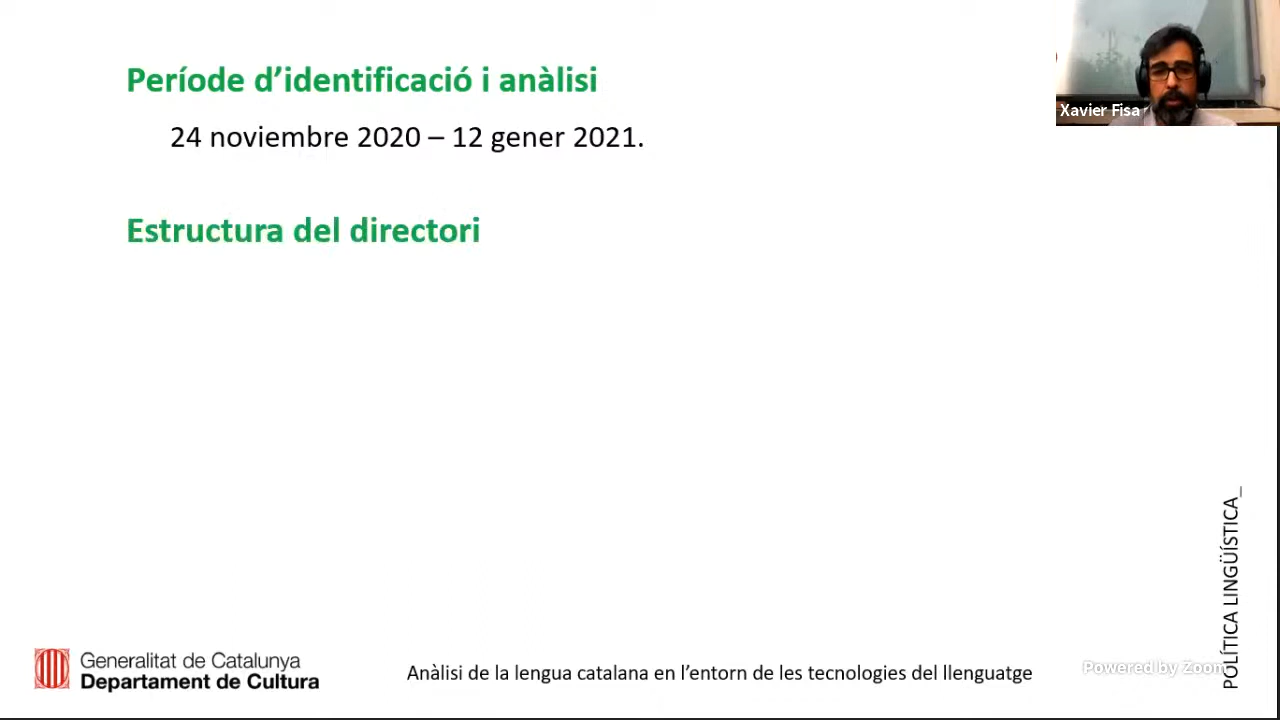 Període d’identificació i anàlisi
Xavier Fisa
24 noviembre 2020 – 12 gener 2021.
Estructura del directori
POLÍTICA LINGÜÍSTICA_
Generalitat de Catalunya
Departament de Cultura
Anàlisi de la lengua catalana en l’entorn de les tecnologies del llenguatge
Powered by Zoom